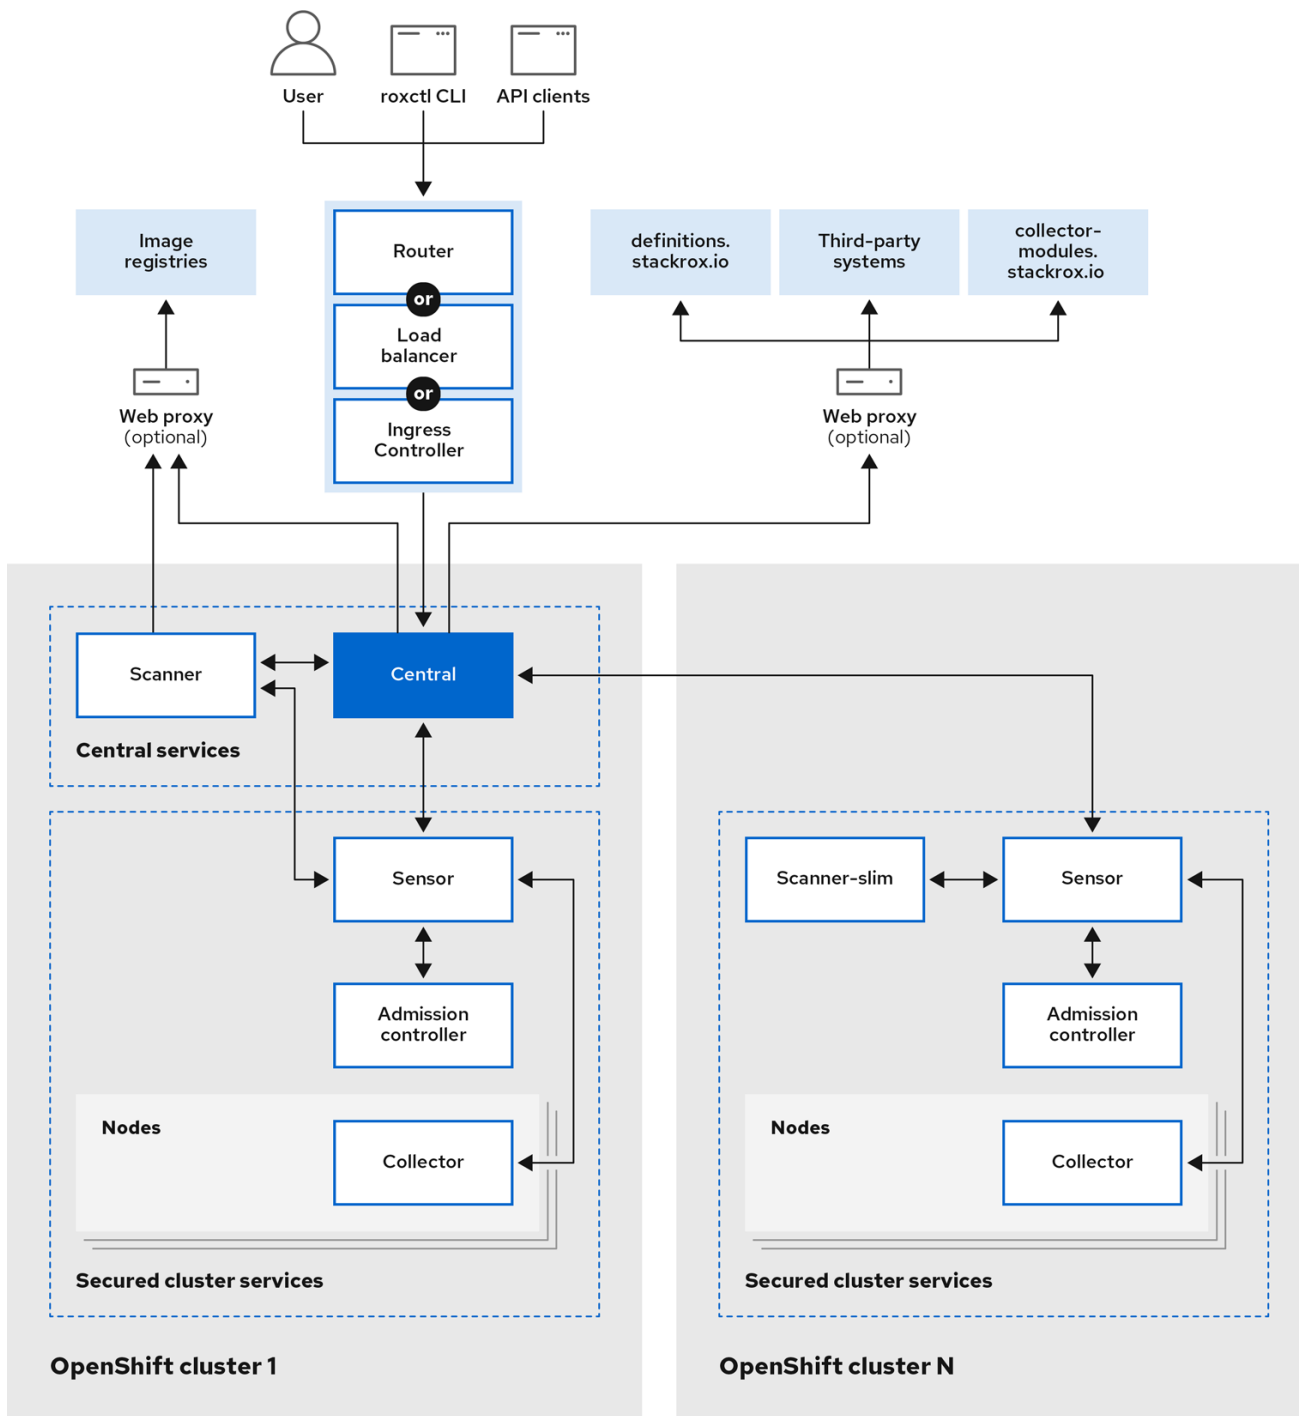 User
roxctl CLI
API clients
Image
registries
Router
or
Load
balancer
or
Ingress
Controller
definitions.
stackrox.io
Third-party
systems
collector-
modules.
stackrox.io
Web proxy
(optional)
Web proxy
(optional)
Scanner
Central
Central services
Sensor
Admission
controller
Nodes
Collector
Secured cluster services
OpenShift cluster 1
Scanner-slim
Sensor
Admission
controller
Nodes
Collector
Secured cluster services
OpenShift cluster N